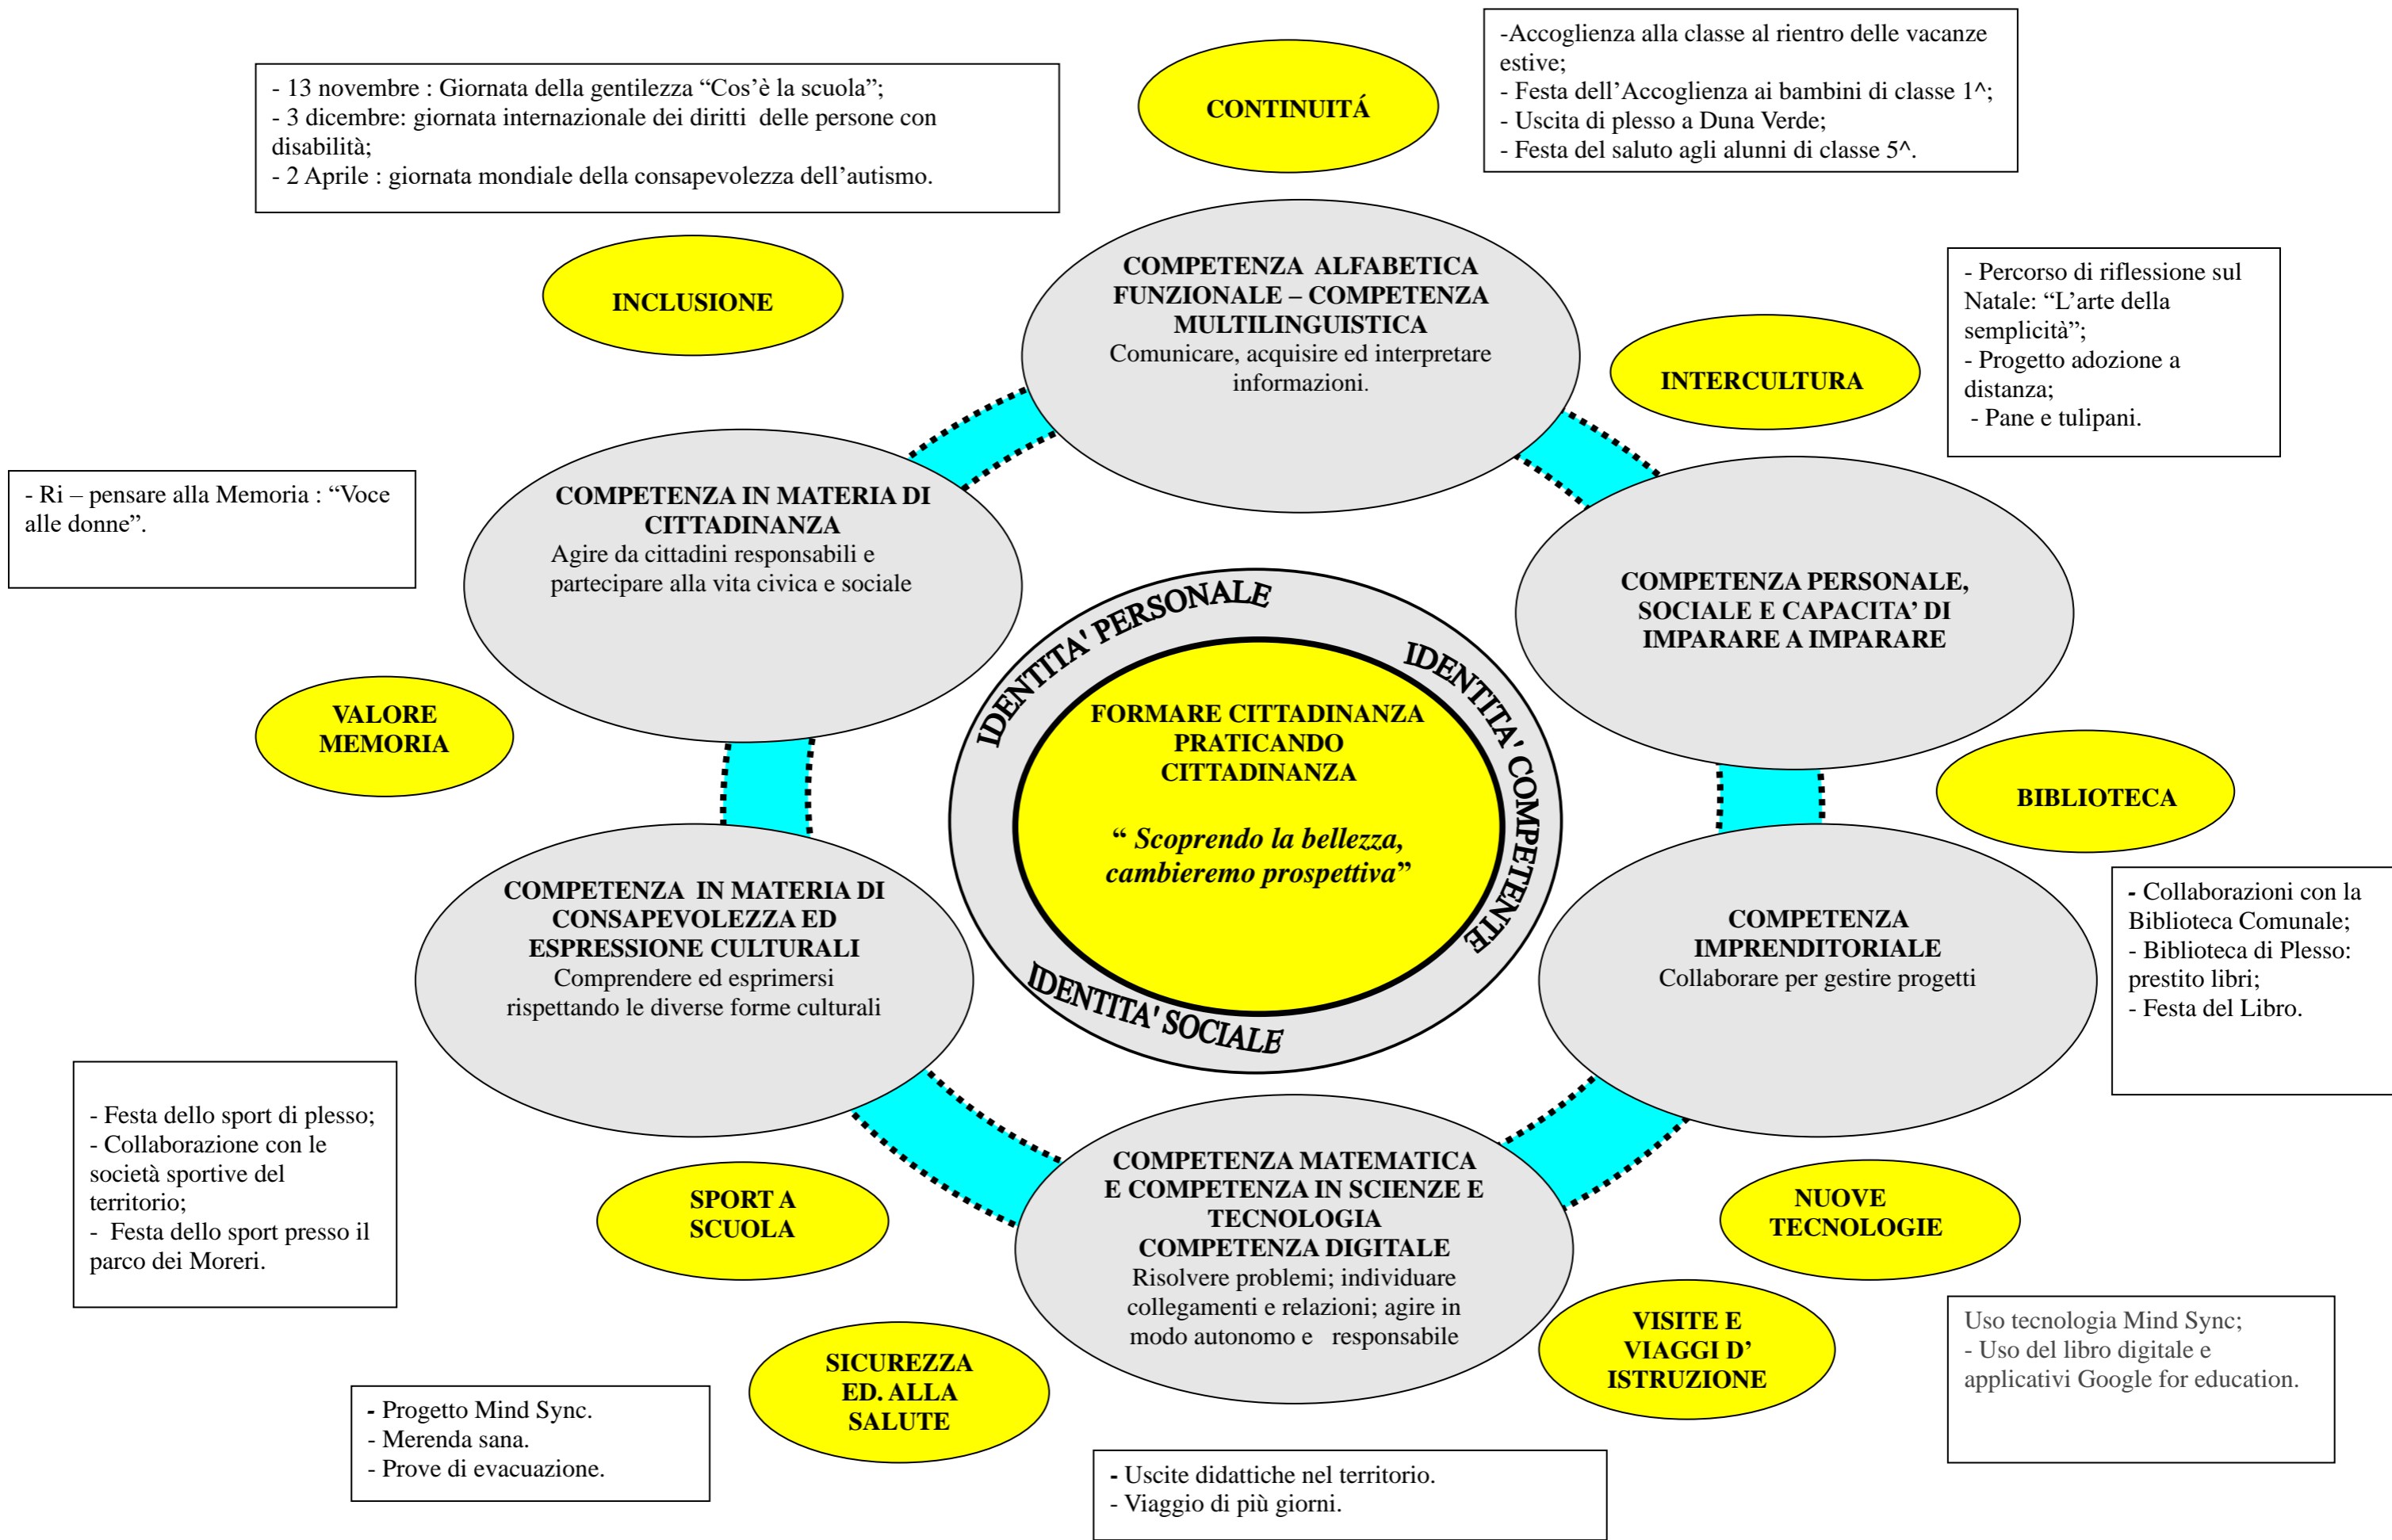 - 13 novembre : Giornata della gentilezza “Cos’è la scuola”;
- 3 dicembre: giornata internazionale dei diritti delle persone con
disabilità;
- 2 Aprile : giornata mondiale della consapevolezza dell’autismo.
CONTINUITÁ
-Accoglienza alla classe al rientro delle vacanze
estive;
- Festa dell’Accoglienza ai bambini di classe 1^;
- Uscita di plesso a Duna Verde;
- Festa del saluto agli alunni di classe 5^.
INCLUSIONE
COMPETENZA ALFABETICA
FUNZIONALE – COMPETENZA
MULTILINGUISTICA
Comunicare, acquisire ed interpretare
informazioni.
INTERCULTURA
- Percorso di riflessione sul
Natale: “L’arte della
semplicità”;
- Progetto adozione a
distanza;
- Pane e tulipani.
- Ri – pensare alla Memoria : “Voce
alle donne”.
COMPETENZA IN MATERIA DI
CITTADINANZA
Agire da cittadini responsabili e
partecipare alla vita civica e sociale
COMPETENZA PERSONALE,
SOCIALE E CAPACITA’ DI
IMPARARE A IMPARARE
VALORE
MEMORIA
IDENTITA' PERSONALE
IDENTITA' COMPETENTE
IDENTITA' SOCIALE
FORMARE CITTADINANZA
PRATICANDO
CITTADINANZA
“ Scoprendo la bellezza,
cambieremo prospettiva”
BIBLIOTECA
- Collaborazioni con la
Biblioteca Comunale;
- Biblioteca di Plesso:
prestito libri;
- Festa del Libro.
COMPETENZA IN MATERIA DI
CONSAPEVOLEZZA ED
ESPRESSIONE CULTURALI
Comprendere ed esprimersi
rispettando le diverse forme culturali
COMPETENZA
IMPRENDITORIALE
Collaborare per gestire progetti
- Festa dello sport di plesso;
- Collaborazione con le
società sportive del
territorio;
- Festa dello sport presso il
parco dei Moreri.
SPORT A
SCUOLA
COMPETENZA MATEMATICA
E COMPETENZA IN SCIENZE E
TECNOLOGIA
COMPETENZA DIGITALE
Risolvere problemi; individuare
collegamenti e relazioni; agire in
modo autonomo e responsabile
NUOVE
TECNOLOGIE
Uso tecnologia Mind Sync;
- Uso del libro digitale e
applicativi Google for education.
SICUREZZA
ED. ALLA
SALUTE
VISITE E
VIAGGI D’
ISTRUZIONE
- Progetto Mind Sync.
- Merenda sana.
- Prove di evacuazione.
- Uscite didattiche nel territorio.
- Viaggio di più giorni.